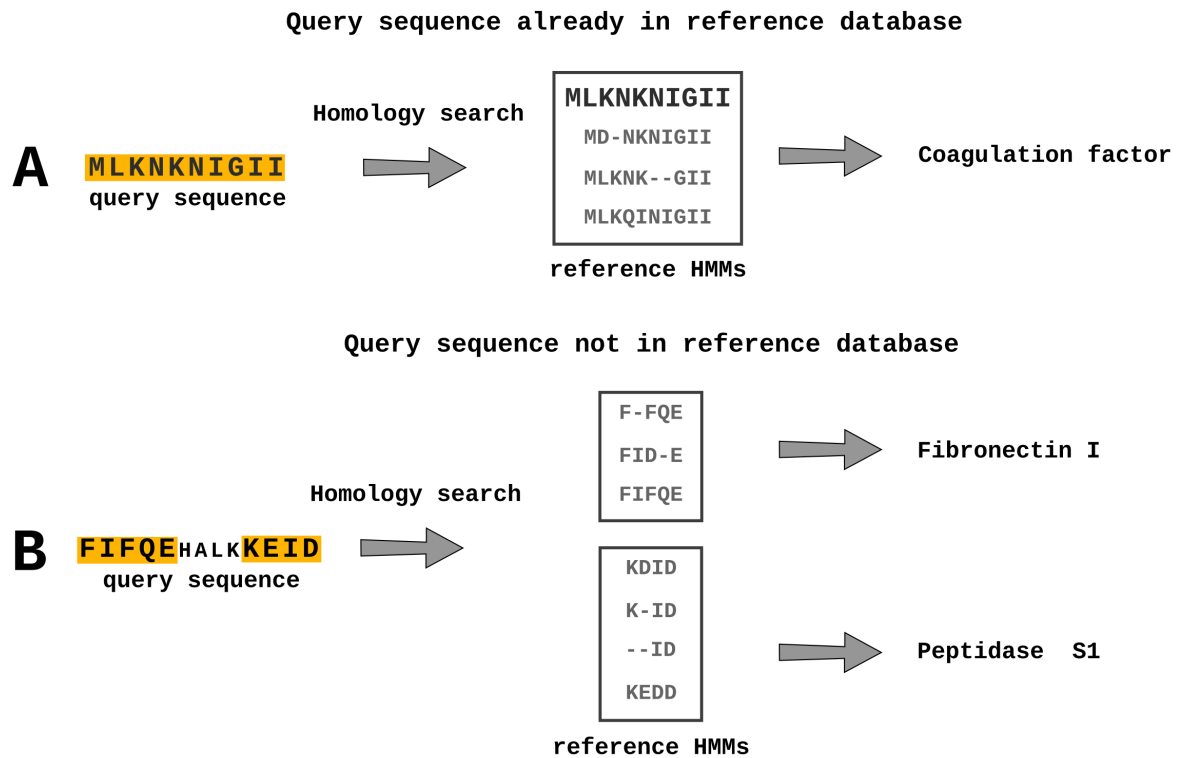 Query sequence already in reference database
Homology search
MLKNKNIGII
MD-NKNIGII
MLKNK--GII
MLKQINIGII
reference HMMs
A
MLKNKNIGII
query sequence
Coagulation factor
Query sequence not in reference database
Homology search
F-FQE
FID-E
FIFQE
Fibronectin I
B
FIFQEHALKKEID
query sequence
KDID
K-ID
--ID
KEDD
reference HMMs
Peptidase S1